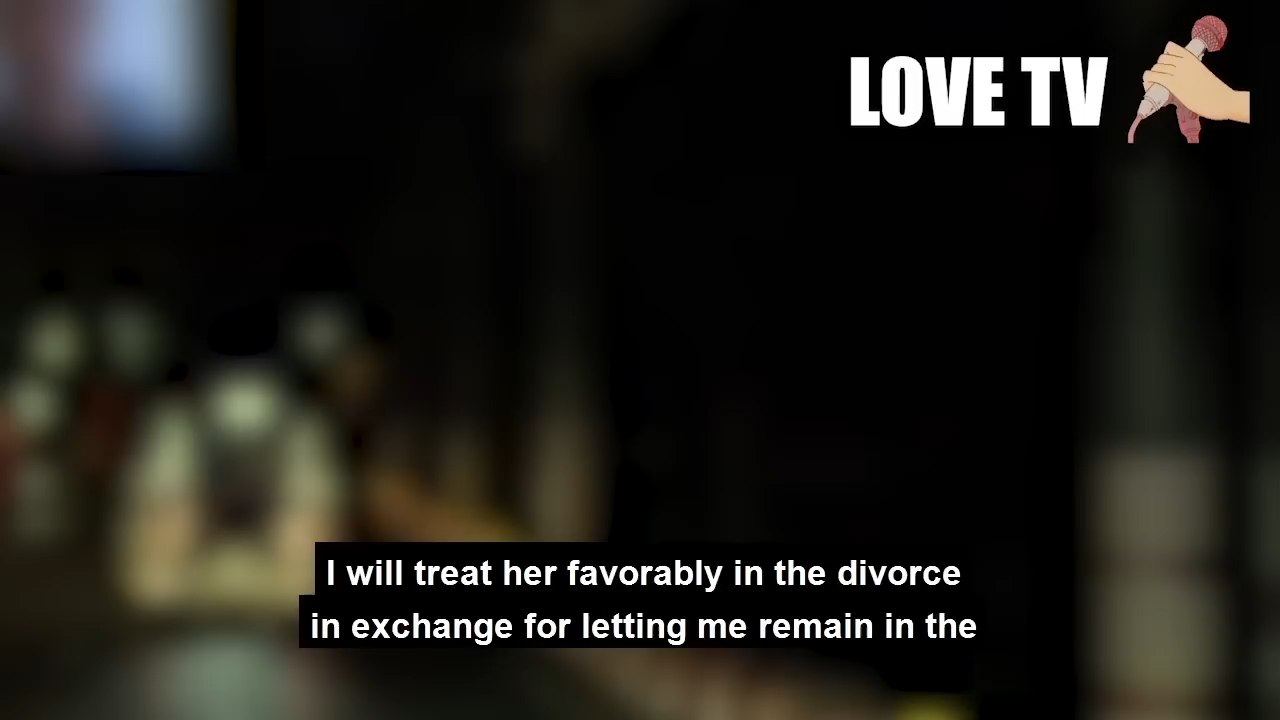 LOVE TV
I will treat her favorably in the divorce
in exchange for letting me remain in the